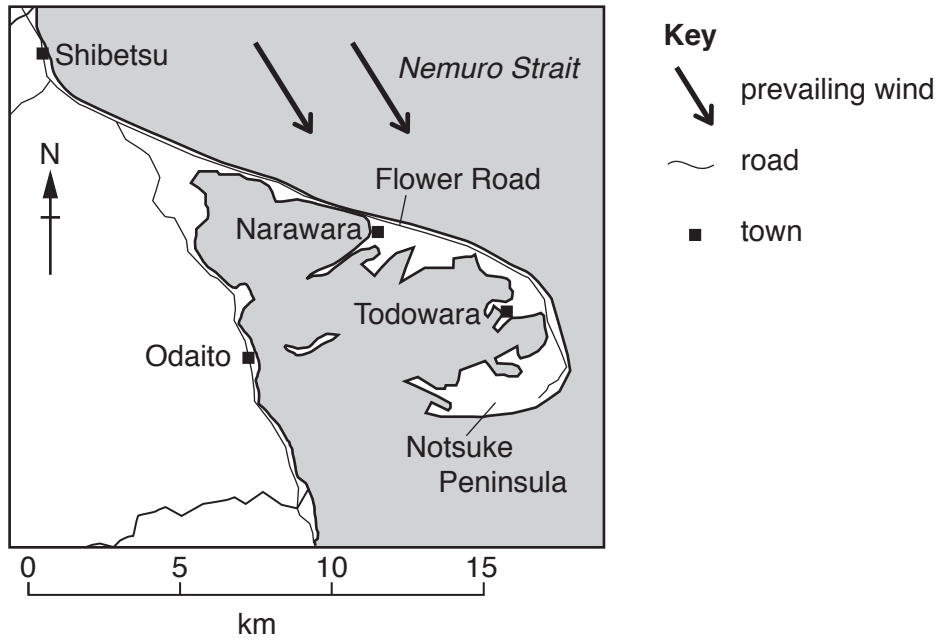 Shibetsu
Nemuro Strait
N
Flower Road
Narawara
Todowara
Odaito
Notsuke
Peninsula
0 5 10 15
km
Key
prevailing wind
road
town